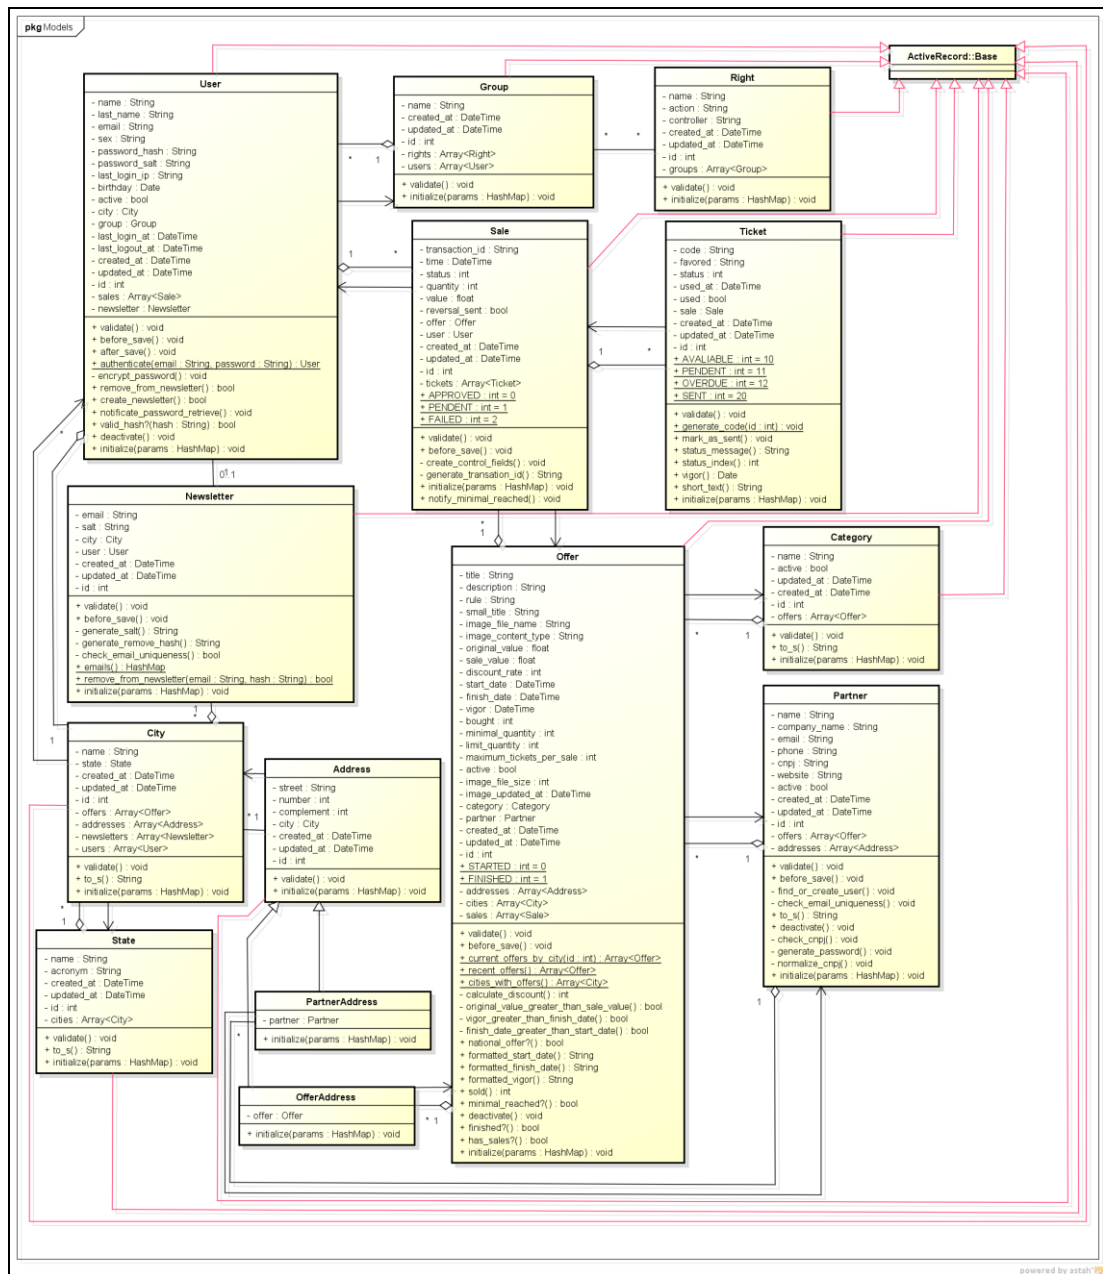 pkg Models
ActiveRecord::Base
User
- name : String
- last_name : String
- email : String
- sex : String
- password_hash : String
- password_salt : String
- last_login_ip : String
- birthday : Date
- active : bool
- city : City
- group : Group
- last_login_at : DateTime
- last_logout_at : DateTime
- created_at : DateTime
- updated_at : DateTime
- id : int
- sales : Array<Sale>
- newsletter : Newsletter
+ validate() : void
+ before_save() : void
+ after_save() : void
+ authenticate(email : String, password : String) : User
- encrypt_password() : void
+ remove_from_newsletter() : bool
+ create_newsletter() : bool
+ notificate_password_retrieve() : void
+ valid_hash?(hash : String) : bool
+ deactivate() : void
+ initialize(params : HashMap) : void
Group
- name : String
- created_at : DateTime
- updated_at : DateTime
- id : int
- rights : Array<Right>
- users : Array<User>
+ validate() : void
+ initialize(params : HashMap) : void
Right
- name : String
- action : String
- controller : String
- created_at : DateTime
- updated_at : DateTime
- id : int
- groups : Array<Group>
+ validate() : void
+ initialize(params : HashMap) : void
* 1
* *
Sale
- transaction_id : String
- time : DateTime
- status : int
- quantity : int
- value : float
- reversal_sent : bool
- offer : Offer
- user : User
- created_at : DateTime
- updated_at : DateTime
- id : int
- tickets : Array<Ticket>
+ APPROVED : int = 0
+ PENDENT : int = 1
+ FAILED : int = 2
+ validate() : void
+ before_save() : void
- create_control_fields() : void
- generate_transation_id() : String
+ initialize(params : HashMap) : void
+ notify_minimal_reached() : void
1 *
Ticket
- code : String
- favored : String
- status : int
- used_at : DateTime
- used : bool
- sale : Sale
- created_at : DateTime
- updated_at : DateTime
- id : int
+ AVALIABLE : int = 10
+ PENDENT : int = 11
+ OVERDUE : int = 12
+ SENT : int = 20
+ validate() : void
+ generate_code(id : int) : void
+ mark_as_sent() : void
+ status_message() : String
+ status_index() : int
+ vigor() : Date
+ short_text() : String
+ initialize(params : HashMap) : void
1 *
Newsletter
- email : String
- salt : String
- city : City
- user : User
- created_at : DateTime
- updated_at : DateTime
- id : int
+ validate() : void
+ before_save() : void
- generate_salt() : String
- generate_remove_hash() : String
- check_email_uniqueness() : bool
+ emails() : HashMap
+ remove_from_newsletter(email : String, hash : String) : bool
+ initialize(params : HashMap) : void
*
1
1
*
*
1
Offer
- title : String
- description : String
- rule : String
- small_title : String
- image_file_name : String
- image_content_type : String
- original_value : float
- sale_value : float
- discount_rate : int
- start_date : DateTime
- finish_date : DateTime
- vigor : DateTime
- bought : int
- minimal_quantity : int
- limit_quantity : int
- maximum_tickets_per_sale : int
- active : bool
- image_file_size : int
- image_updated_at : DateTime
- category : Category
- partner : Partner
- created_at : DateTime
- updated_at : DateTime
- id : int
+ STARTED : int = 0
+ FINISHED : int = 1
- addresses : Array<Address>
- cities : Array<City>
- sales : Array<Sale>
+ validate() : void
+ before_save() : void
+ current_offers_by_city(id : int) : Array<Offer>
+ recent_offers() : Array<Offer>
+ cities_with_offers() : Array<City>
- calculate_discount() : int
- original_value_greater_than_sale_value() : bool
- vigor_greater_than_finish_date() : bool
- finish_date_greater_than_start_date() : bool
+ national_offer?() : bool
+ formatted_start_date() : String
+ formatted_finish_date() : String
+ formatted_vigor() : String
+ sold() : int
+ minimal_reached?() : bool
+ deactivate() : void
+ finished?() : bool
+ has_sales?() : bool
+ initialize(params : HashMap) : void
Category
- name : String
- active : bool
- updated_at : DateTime
- created_at : DateTime
- id : int
- offers : Array<Offer>
+ validate() : void
+ to_s() : String
+ initialize(params : HashMap) : void
* 1
Partner
- name : String
- company_name : String
- email : String
- phone : String
- cnpj : String
- website : String
- active : bool
- created_at : DateTime
- updated_at : DateTime
- id : int
- offers : Array<Offer>
- addresses : Array<Address>
+ validate() : void
+ before_save() : void
- find_or_create_user() : void
- check_email_uniqueness() : void
+ to_s() : String
+ deactivate() : void
- check_cnpj() : void
- generate_password() : void
- normalize_cnpj() : void
+ initialize(params : HashMap) : void
* 1
City
- name : String
- state : State
- created_at : DateTime
- updated_at : DateTime
- id : int
- offers : Array<Offer>
- addresses : Array<Address>
- newsletters : Array<Newsletter>
- users : Array<User>
+ validate() : void
+ to_s() : String
+ initialize(params : HashMap) : void
* 1
Address
- street : String
- number : int
- complement : int
- city : City
- created_at : DateTime
- updated_at : DateTime
- id : int
+ validate() : void
+ initialize(params : HashMap) : void
*
1
State
- name : String
- acronym : String
- created_at : DateTime
- updated_at : DateTime
- id : int
- cities : Array<City>
+ validate() : void
+ to_s() : String
+ initialize(params : HashMap) : void
PartnerAddress
- partner : Partner
+ initialize(params : HashMap) : void
1
*
OfferAddress
- offer : Offer
+ initialize(params : HashMap) : void
* 1
powered by astah*